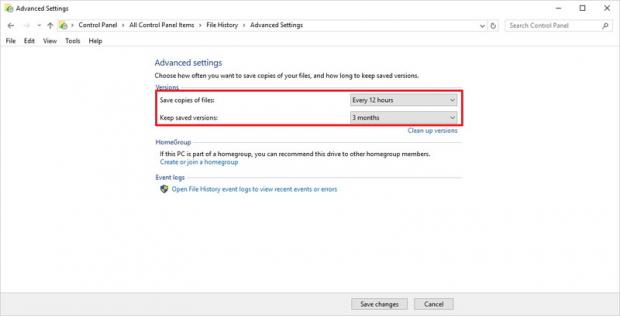 Advanced Settings
Control Panel > All Control Panel Items > File History > Advanced Settings
Search Control Panel
File Edit View Tools Help
Advanced settings
Choose how often you want to save copies of your files, and how long to keep saved versions.
Versions
Save copies of files: Every 12 hours
Keep saved versions: 3 months
Clean up versions
HomeGroup
If this PC is part of a homegroup, you can recommend this drive to other homegroup members.
Create or join a homegroup
Event logs
Open File History event logs to view recent events or errors
Save changes Cancel